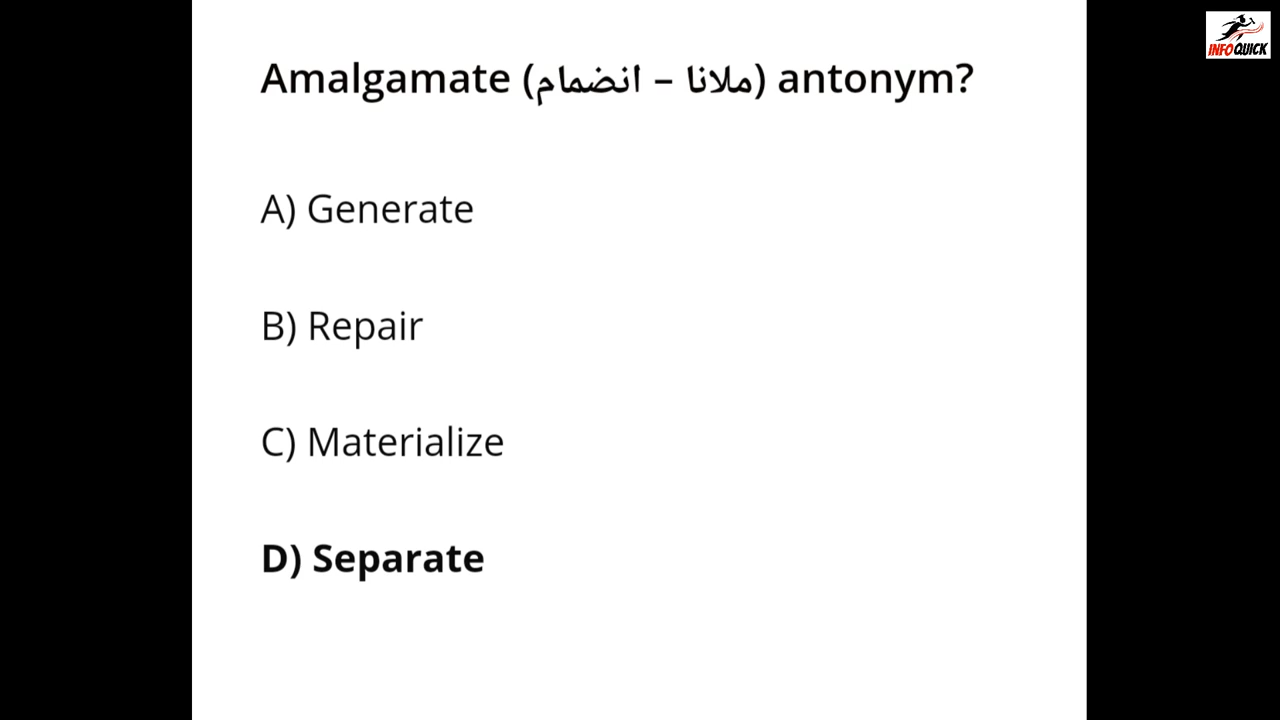 Amalgamate (ملانا – انضمام) antonym?
A) Generate
B) Repair
C) Materialize
D) Separate
INFOQUICK